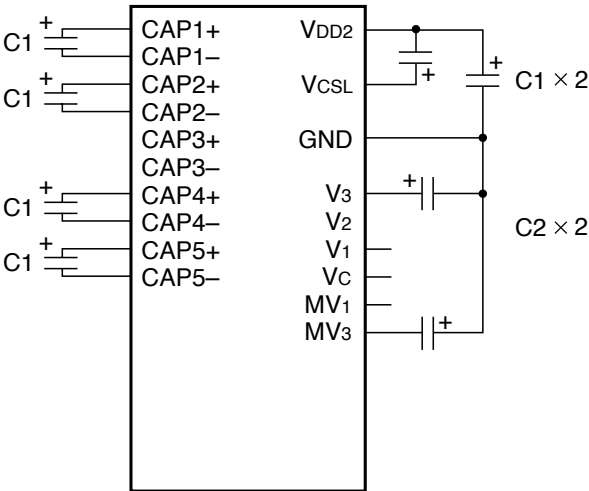 C1
+
C1
+
C1
+
C1
+
CAP1+
CAP1–
CAP2+
CAP2–
CAP3+
CAP3–
CAP4+
CAP4–
CAP5+
CAP5–
VDD2
VCSL
GND
V3
V2
V1
VC
MV1
MV3
+
+
C1 × 2
+
C2 × 2
+